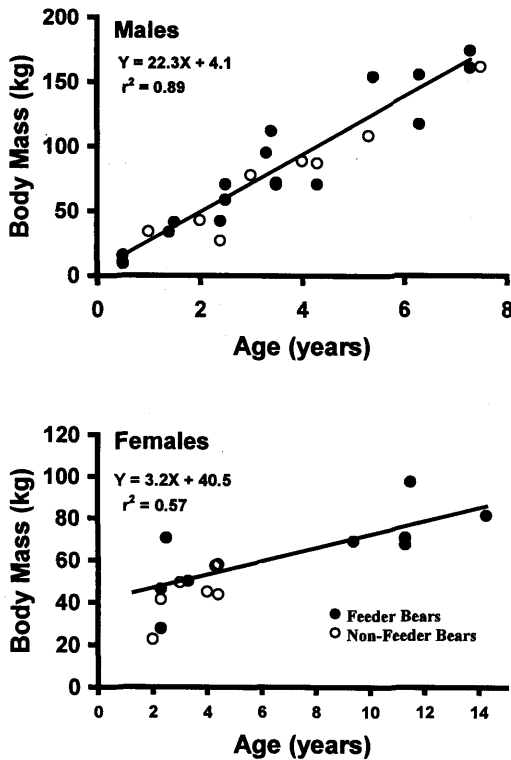 Males
Y = 22.3X + 4.1
r² = 0.89
200
150
100
50
0
Body Mass (kg)
0 2 4 6 8
Age (years)
Females
Y = 3.2X + 40.5
r² = 0.57
120
100
80
60
40
20
0
Body Mass (kg)
Feeder Bears
Non-Feeder Bears
0 2 4 6 8 10 12 14
Age (years)